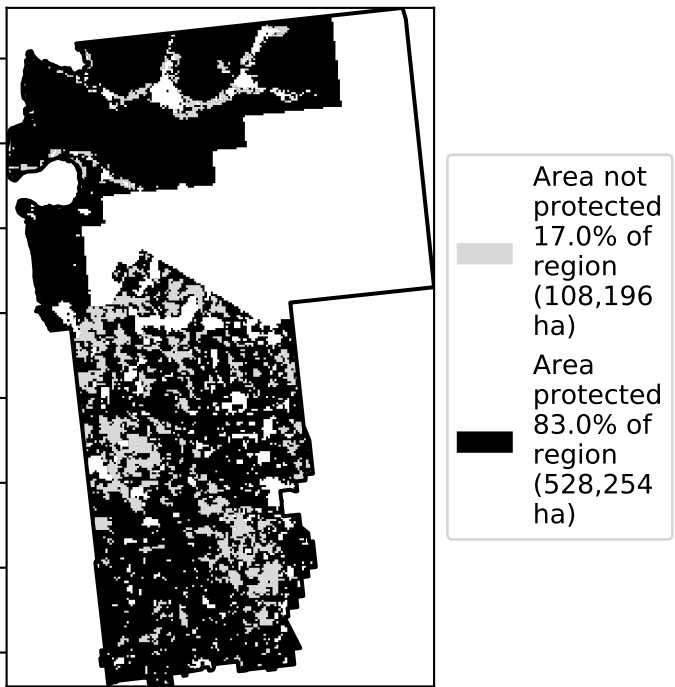 Area not
protected
17.0% of
region
(108,196
ha)
Area
protected
83.0% of
region
(528,254
ha)